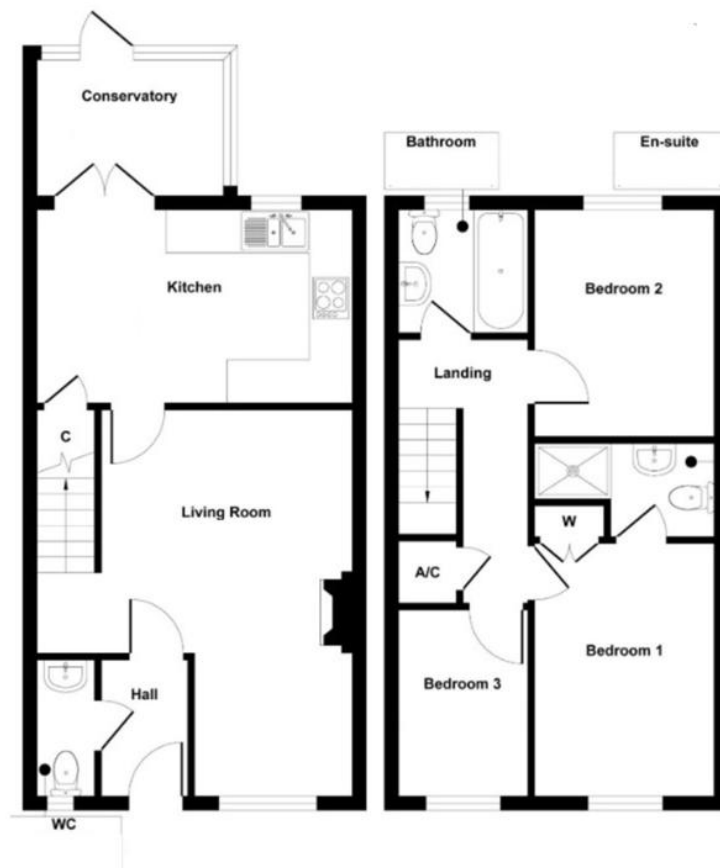 Conservatory
Bathroom
En-suite
Kitchen
Bedroom 2
Landing
C
Living Room
W
A/C
Bedroom 1
Hall
Bedroom 3
WC